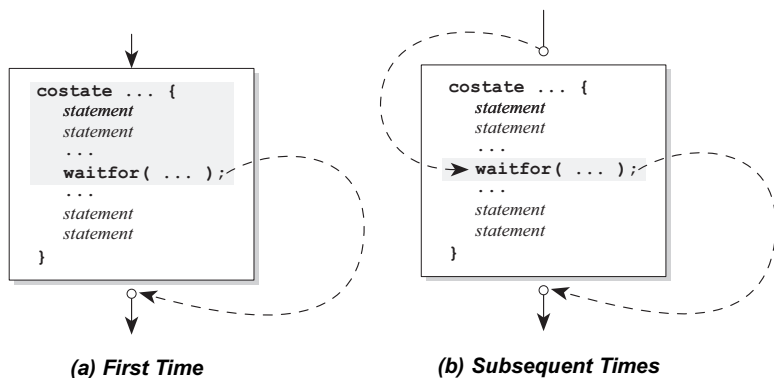 costate ... {
statement
statement
...
waitfor( ... );
...
statement
statement
}
(a) First Time
costate ... {
statement
statement
...
waitfor( ... );
...
statement
statement
}
(b) Subsequent Times